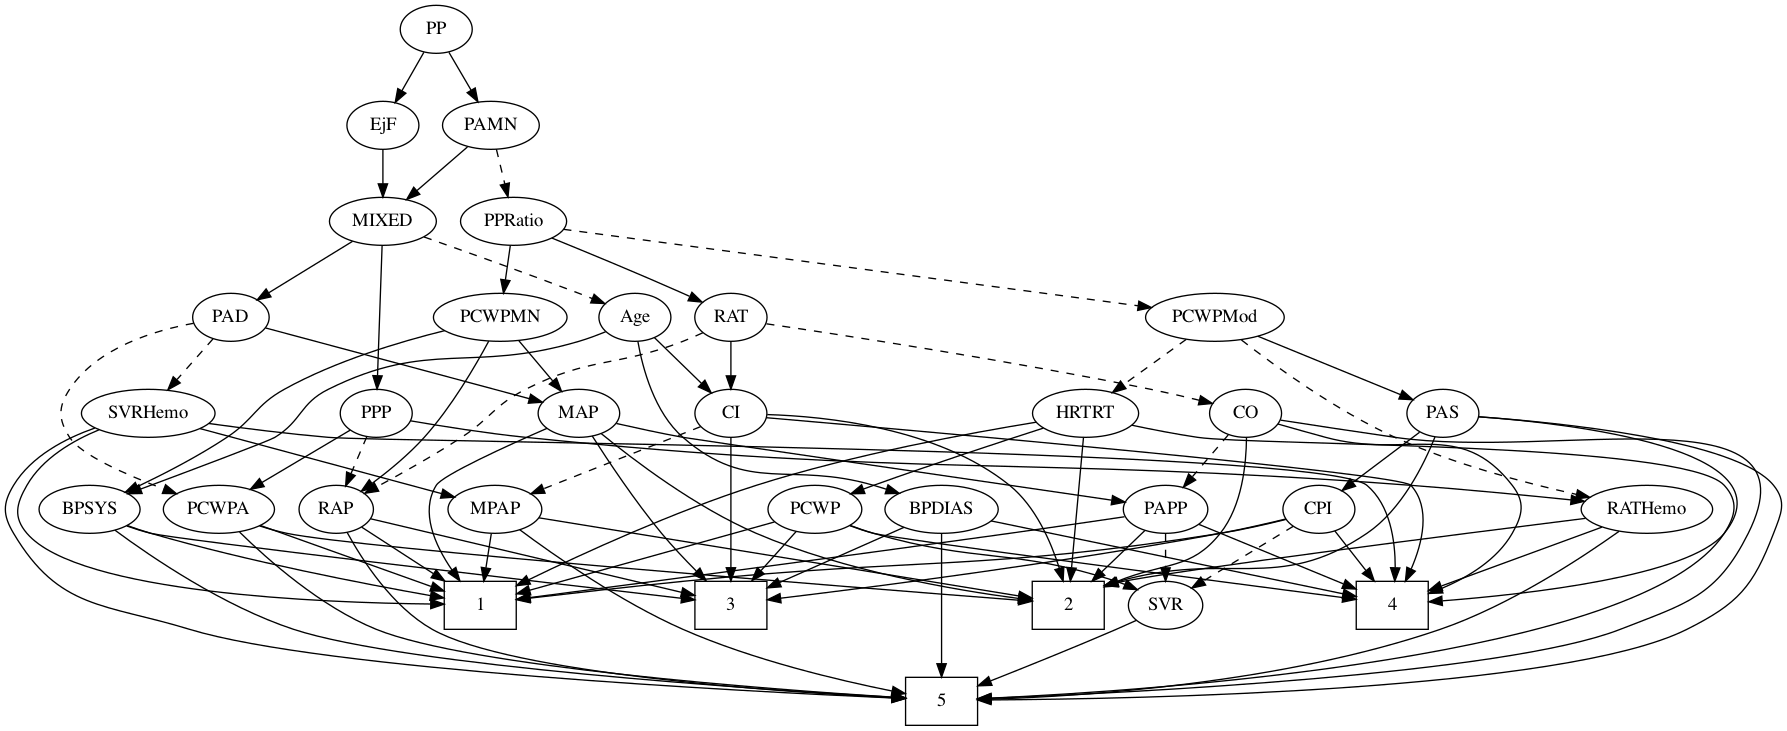 PP
EjF PAMN
MIXED PPRatio
PAD PCWPMN Age RAT PCWPMod
SVRHemo PPP MAP CI HRTRT CO PAS
BPSYS PCWPA RAP MPAP PCWP BPDIAS PAPP CPI RATHemo
1 3 2 SVR 4
5